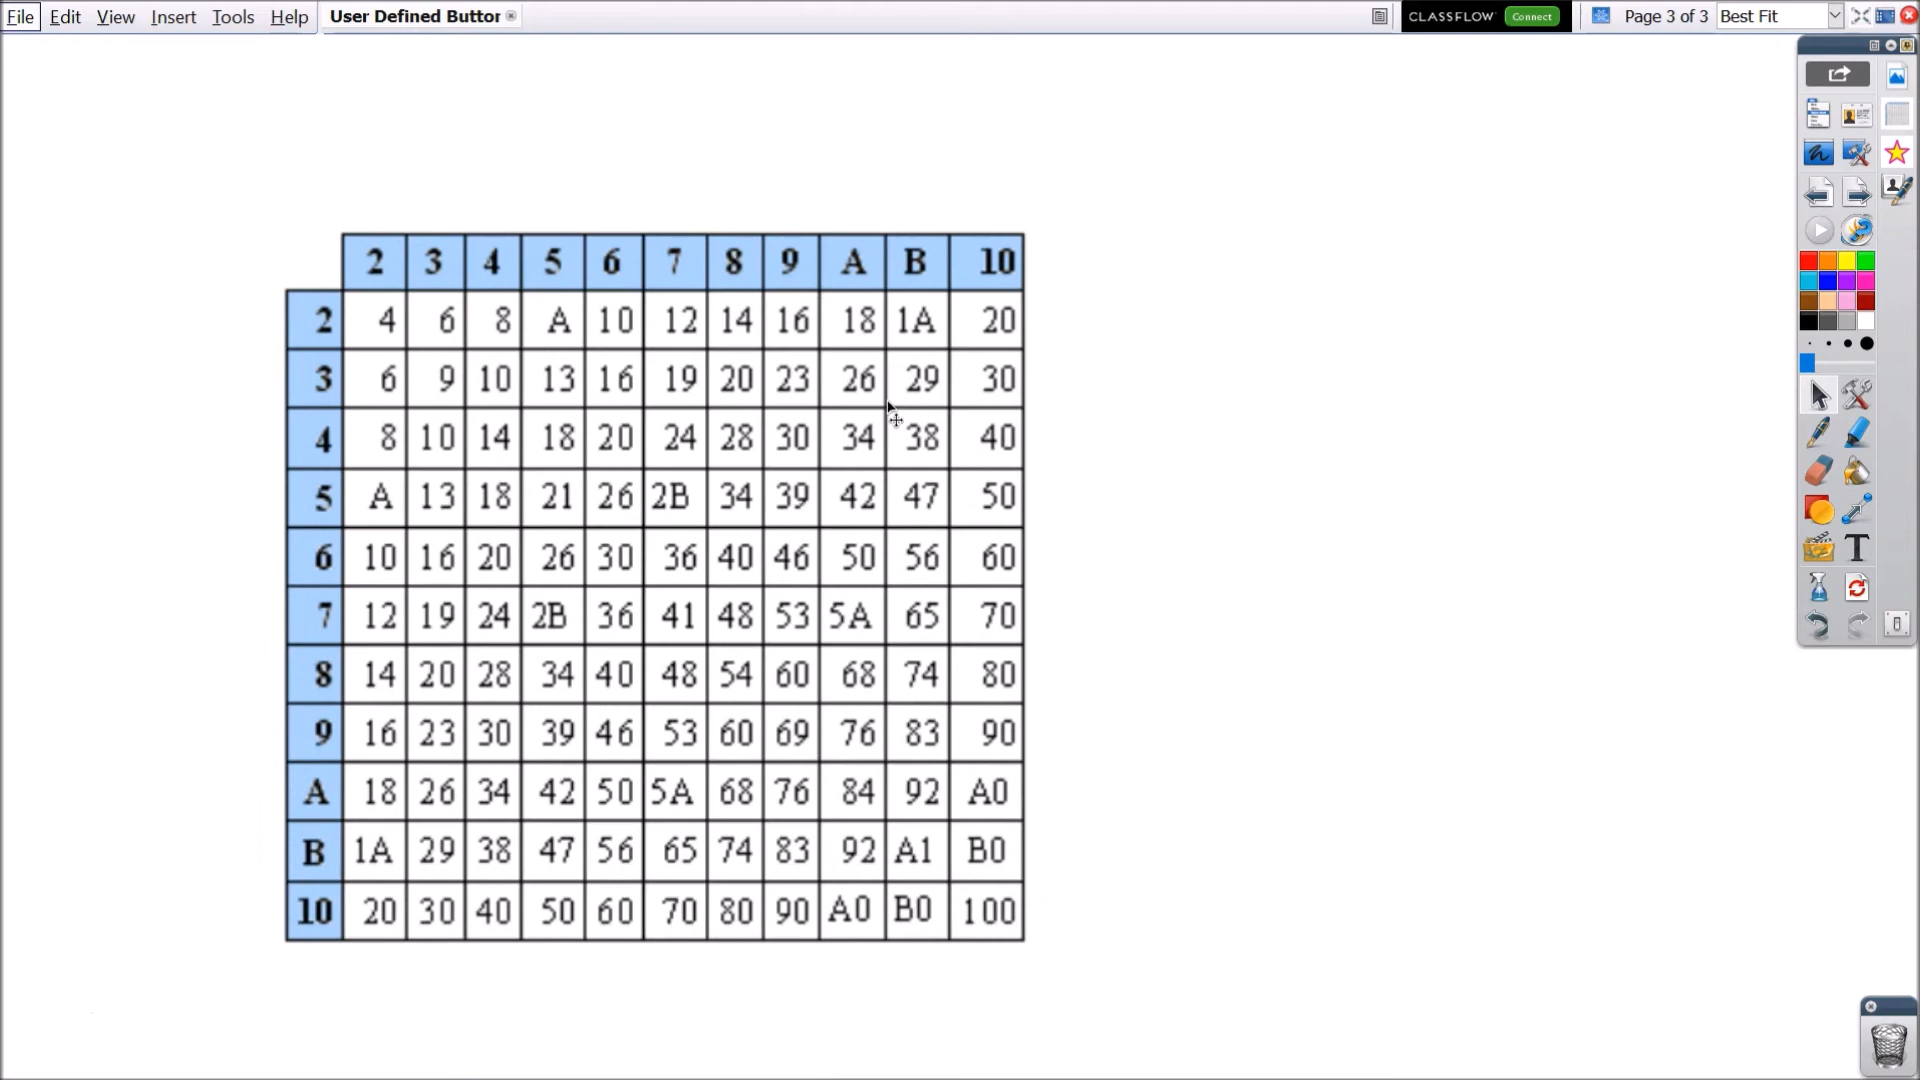 File Edit View Insert Tools Help User Defined Buttor CLASSFLOW Connect Page 3 of 3 Best Fit
2 3 4 5 6 7 8 9 A B 10
2 4 6 8 A 10 12 14 16 18 1A 20
3 6 9 10 13 16 19 20 23 26 29 30
4 8 10 14 18 20 24 28 30 34 38 40
5 A 13 18 21 26 2B 34 39 42 47 50
6 10 16 20 26 30 36 40 46 50 56 60
7 12 19 24 2B 36 41 48 53 5A 65 70
8 14 20 28 34 40 48 54 60 68 74 80
9 16 23 30 39 46 53 60 69 76 83 90
A 18 26 34 42 50 5A 68 76 84 92 A0
B 1A 29 38 47 56 65 74 83 92 A1 B0
10 20 30 40 50 60 70 80 90 A0 B0 100